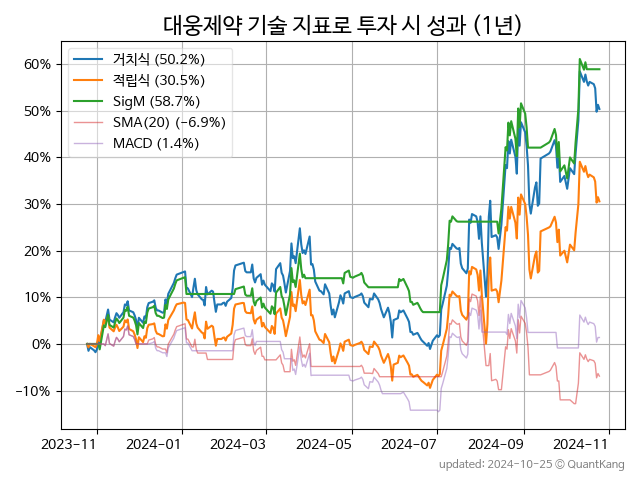 대웅제약 기술 지표로 투자 시 성과 (1년)
거치식 (50.2%)
적립식 (30.5%)
SigM (58.7%)
SMA(20) (−6.9%)
MACD (1.4%)
60%
50%
40%
30%
20%
10%
0%
−10%
2023-11 2024-01 2024-03 2024-05 2024-07 2024-09 2024-11
updated: 2024-10-25 © QuantKang